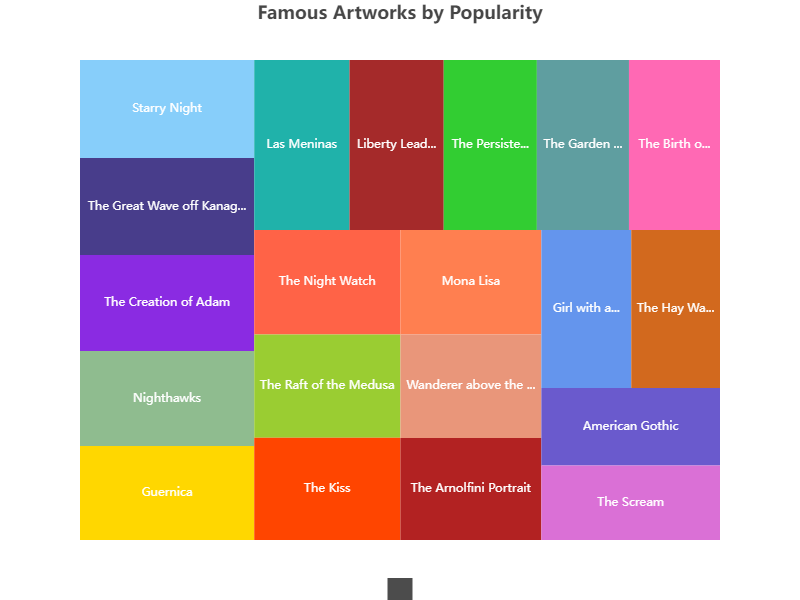 Famous Artworks by Popularity
Starry Night
The Great Wave off Kanag...
The Creation of Adam
Nighthawks
Guernica
Las Meninas
Liberty Lead...
The Persiste...
The Garden ...
The Birth o...
The Night Watch
Mona Lisa
The Raft of the Medusa
Wanderer above the ...
The Kiss
The Arnolfini Portrait
Girl with a...
The Hay Wa...
American Gothic
The Scream